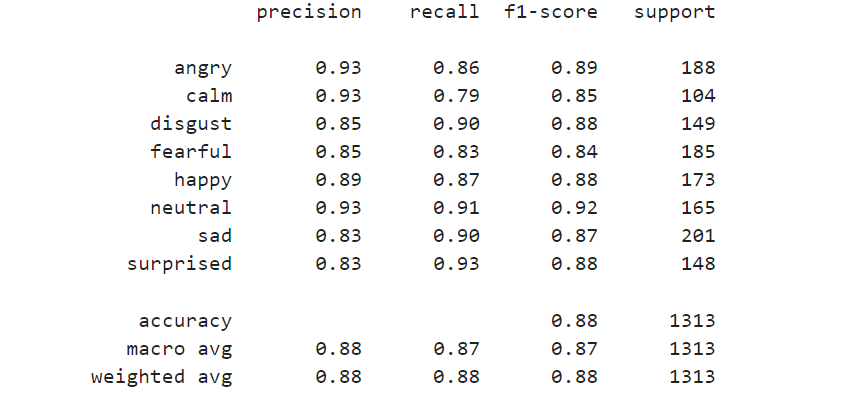 precision recall f1-score support
angry 0.93 0.86 0.89 188
calm 0.93 0.79 0.85 104
disgust 0.85 0.90 0.88 149
fearful 0.85 0.83 0.84 185
happy 0.89 0.87 0.88 173
neutral 0.93 0.91 0.92 165
sad 0.83 0.90 0.87 201
surprised 0.83 0.93 0.88 148
accuracy 0.88 1313
macro avg 0.88 0.87 0.87 1313
weighted avg 0.88 0.88 0.88 1313